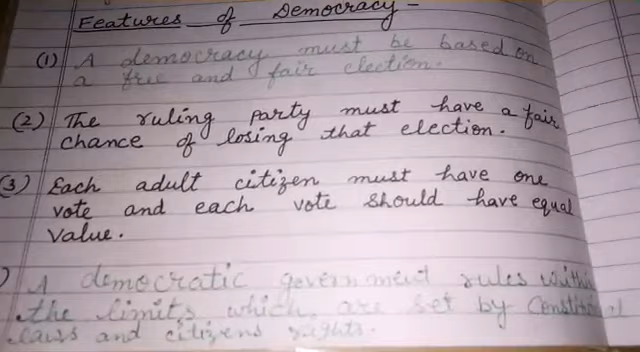 Features of Democracy -
(1) A democracy must be based on
a free and fair election.
(2) The ruling party must have a fair
chance of losing that election.
(3) Each adult citizen must have one
vote and each vote should have equal
value.
) A democratic government rules within
the limits which are set by Constitutional
laws and citizens rights.